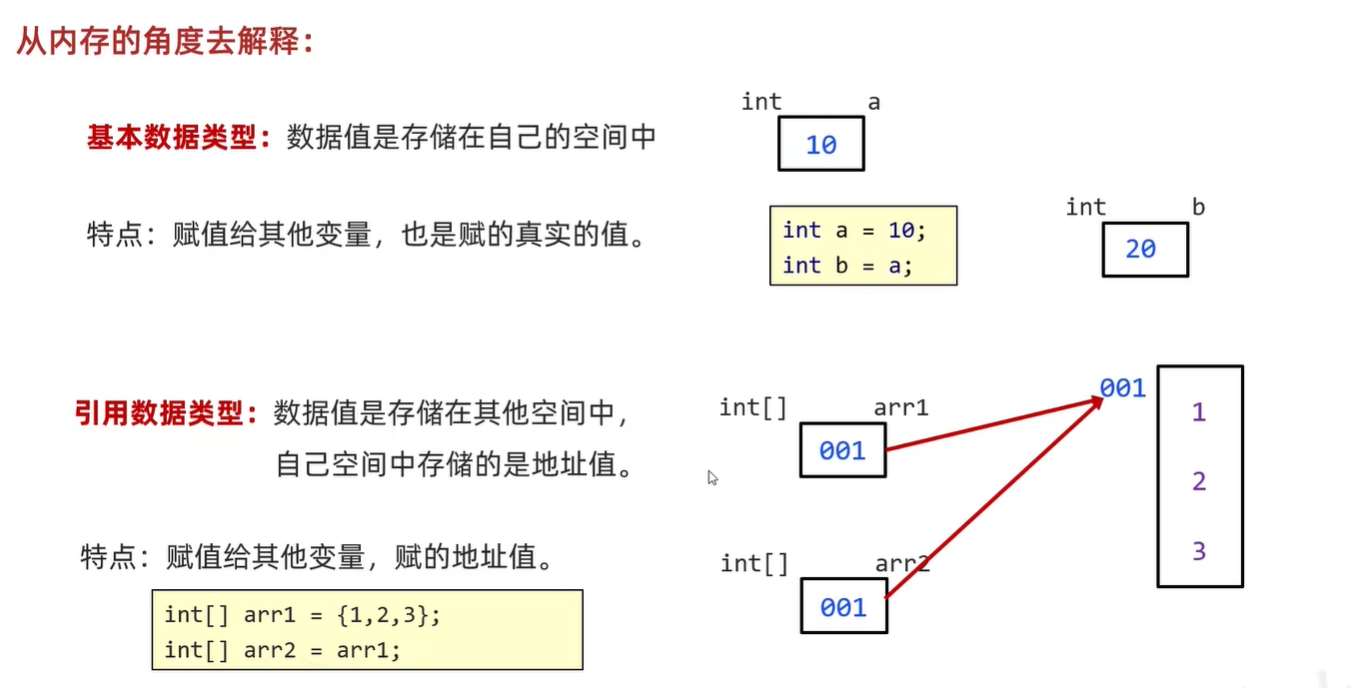 从内存的角度去解释：
int a
10
基本数据类型：数据值是存储在自己的空间中
int b
20
特点：赋值给其他变量，也是赋的真实的值。
int a = 10;
int b = a;
引用数据类型：数据值是存储在其他空间中，
自己空间中存储的是地址值。
int[] arr1
001
001
1
2
3
特点：赋值给其他变量，赋的地址值。
int[] arr2
001
int[] arr1 = {1,2,3};
int[] arr2 = arr1;